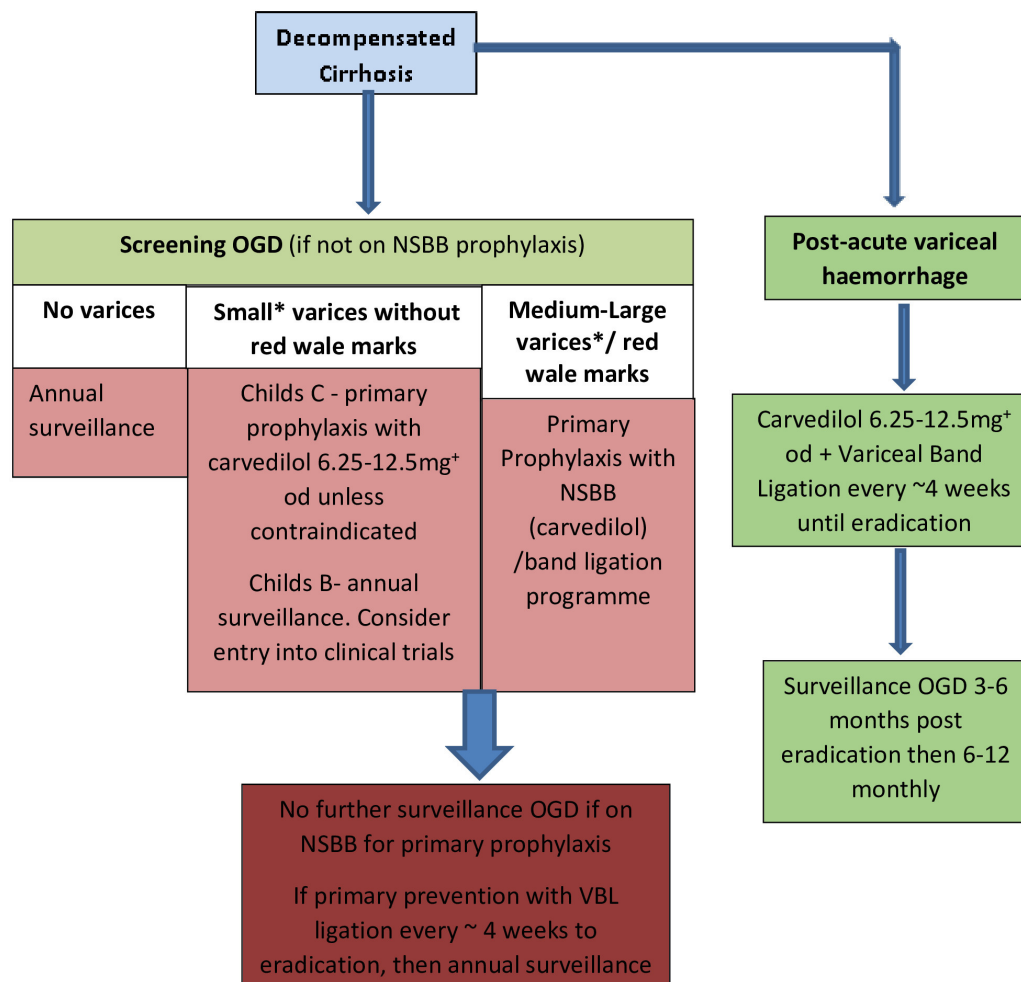 Decompensated
Cirrhosis
Screening OGD (if not on NSBB prophylaxis)
No varices
Small* varices without
red wale marks
Medium-Large
varices*/ red
wale marks
Annual
surveillance
Childs C - primary
prophylaxis with
carvedilol 6.25-12.5mg⁺
od unless
contraindicated
Childs B- annual
surveillance. Consider
entry into clinical trials
Primary
Prophylaxis with
NSBB
(carvedilol)
/band ligation
programme
No further surveillance OGD if on
NSBB for primary prophylaxis
If primary prevention with VBL
ligation every ~ 4 weeks to
eradication, then annual surveillance
Post-acute variceal
haemorrhage
Carvedilol 6.25-12.5mg⁺
od + Variceal Band
Ligation every ~4 weeks
until eradication
Surveillance OGD 3-6
months post
eradication then 6-12
monthly